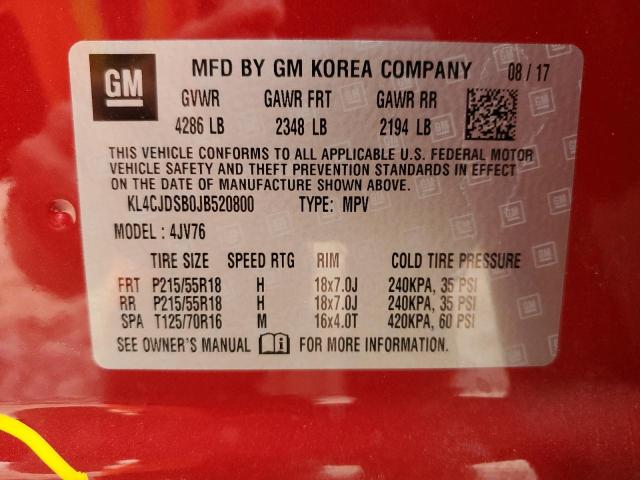 GM
MFD BY GM KOREA COMPANY 08 / 17
GVWR GAWR FRT GAWR RR
4286 LB 2348 LB 2194 LB
THIS VEHICLE CONFORMS TO ALL APPLICABLE U.S. FEDERAL MOTOR
VEHICLE SAFETY AND THEFT PREVENTION STANDARDS IN EFFECT
ON THE DATE OF MANUFACTURE SHOWN ABOVE.
KL4CJDSB0JB520800 TYPE: MPV
MODEL : 4JV76
TIRE SIZE SPEED RTG RIM COLD TIRE PRESSURE
FRT P215/55R18 H 18x7.0J 240KPA, 35 PSI
RR P215/55R18 H 18x7.0J 240KPA, 35 PSI
SPA T125/70R16 M 16x4.0T 420KPA, 60 PSI
SEE OWNER'S MANUAL i FOR MORE INFORMATION.